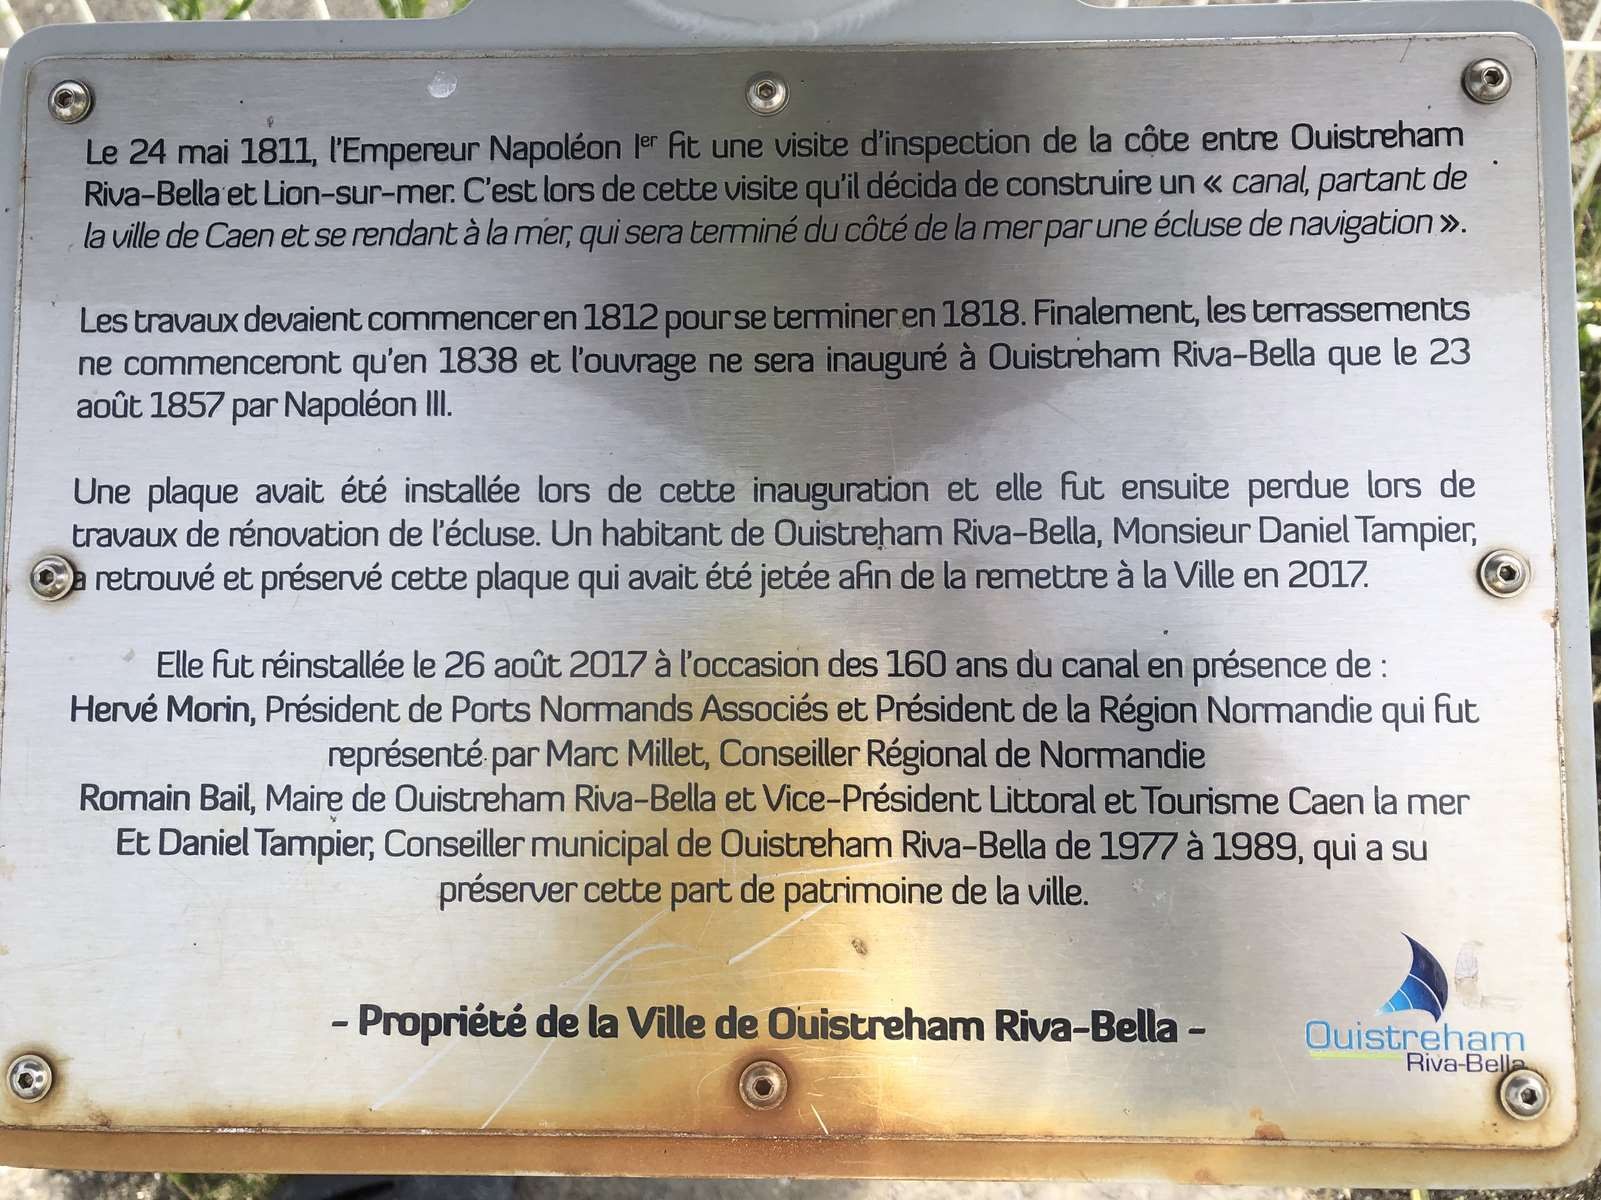 Le 24 mai 1811, l'Empereur Napoléon Ier fit une visite d'inspection de la côte entre Ouistreham
Riva-Bella et Lion-sur-mer. C'est lors de cette visite qu'il décida de construire un « canal, partant de
la ville de Caen et se rendant à la mer, qui sera terminé du côté de la mer par une écluse de navigation ».
Les travaux devaient commencer en 1812 pour se terminer en 1818. Finalement, les terrassements
ne commenceront qu'en 1838 et l'ouvrage ne sera inauguré à Ouistreham Riva-Bella que le 23
août 1857 par Napoléon III.
Une plaque avait été installée lors de cette inauguration et elle fut ensuite perdue lors de
travaux de rénovation de l'écluse. Un habitant de Ouistreham Riva-Bella, Monsieur Daniel Tampier,
a retrouvé et préservé cette plaque qui avait été jetée afin de la remettre à la Ville en 2017.
Elle fut réinstallée le 26 août 2017 à l'occasion des 160 ans du canal en présence de :
Hervé Morin, Président de Ports Normands Associés et Président de la Région Normandie qui fut
représenté par Marc Millet, Conseiller Régional de Normandie
Romain Bail, Maire de Ouistreham Riva-Bella et Vice-Président Littoral et Tourisme Caen la mer
Et Daniel Tampier, Conseiller municipal de Ouistreham Riva-Bella de 1977 à 1989, qui a su
préserver cette part de patrimoine de la ville.
- Propriété de la Ville de Ouistreham Riva-Bella -
Ouistreham
Riva-Bella